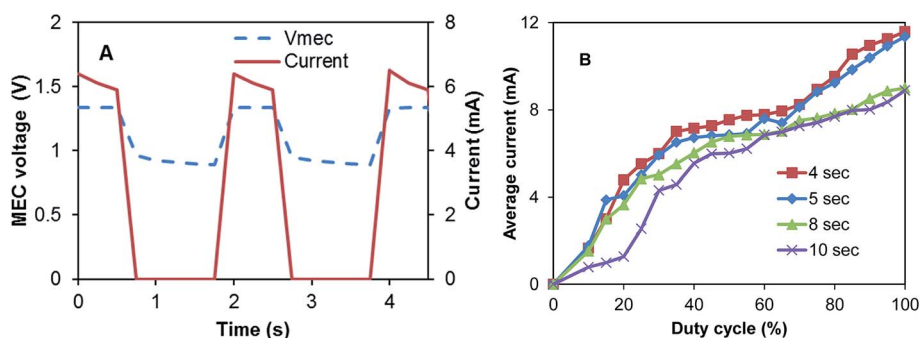 A
Vmec
Current
MEC voltage (V)
2
1.5
1
0.5
0
8
6
4
2
0
Current (mA)
0 1 2 3 4
Time (s)
B
Average current (mA)
12
8
4
0
4 sec
5 sec
8 sec
10 sec
0 20 40 60 80 100
Duty cycle (%)